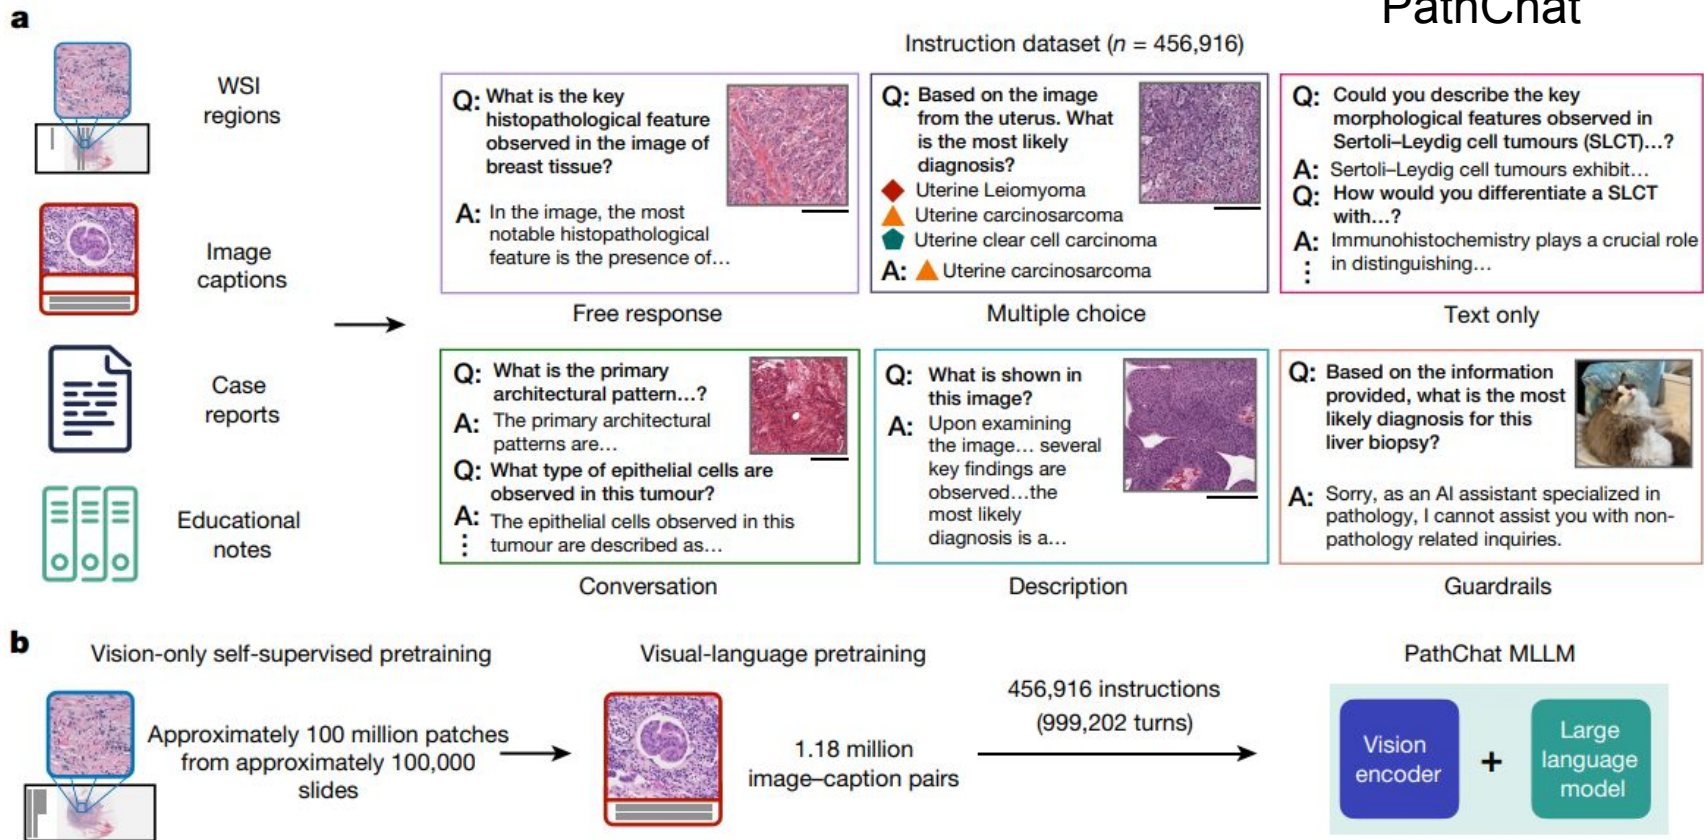 PathChat
a
Instruction dataset (n = 456,916)
WSI
regions
Image
captions
Case
reports
Educational
notes
Q: What is the key
histopathological feature
observed in the image of
breast tissue?
A: In the image, the most
notable histopathological
feature is the presence of…
Free response
Q: Based on the image
from the uterus. What
is the most likely
diagnosis?
Uterine Leiomyoma
Uterine carcinosarcoma
Uterine clear cell carcinoma
A: Uterine carcinosarcoma
Multiple choice
Q: Could you describe the key
morphological features observed in
Sertoli–Leydig cell tumours (SLCT)…?
A: Sertoli–Leydig cell tumours exhibit…
Q: How would you differentiate a SLCT
with…?
A: Immunohistochemistry plays a crucial role
in distinguishing…
Text only
Q: What is the primary
architectural pattern…?
A: The primary architectural
patterns are…
Q: What type of epithelial cells are
observed in this tumour?
A: The epithelial cells observed in this
tumour are described as…
Conversation
Q: What is shown in
this image?
A: Upon examining
the image… several
key findings are
observed…the
most likely
diagnosis is a…
Description
Q: Based on the information
provided, what is the most
likely diagnosis for this
liver biopsy?
A: Sorry, as an AI assistant specialized in
pathology, I cannot assist you with non-
pathology related inquiries.
Guardrails
b
Vision-only self-supervised pretraining
Approximately 100 million patches
from approximately 100,000
slides
Visual-language pretraining
1.18 million
image–caption pairs
456,916 instructions
(999,202 turns)
PathChat MLLM
Vision
encoder
+
Large
language
model